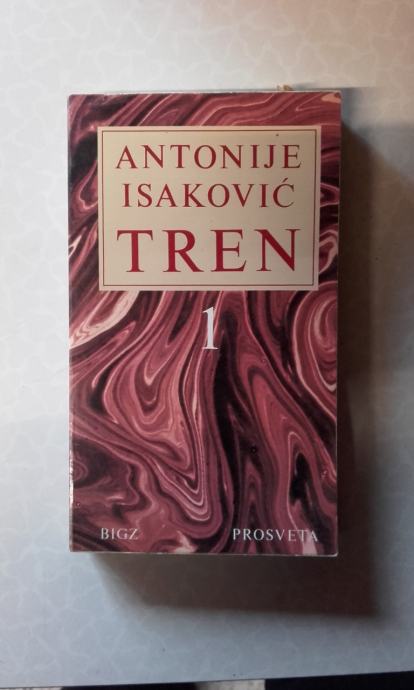 ANTONIJE
ISAKOVIĆ
TREN
1
BIGZ PROSVETA